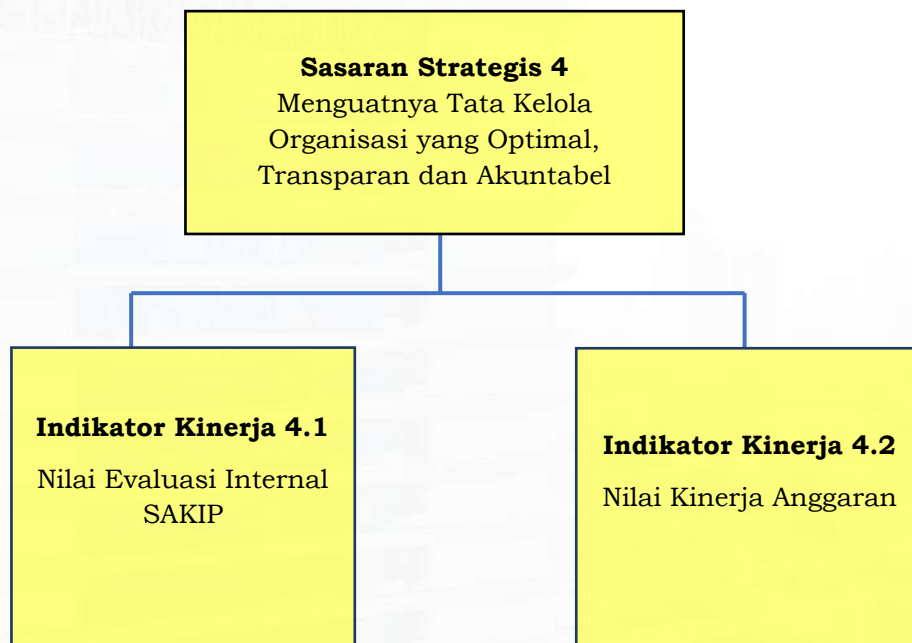 Sasaran Strategis 4
Menguatnya Tata Kelola
Organisasi yang Optimal,
Transparan dan Akuntabel
Indikator Kinerja 4.1
Nilai Evaluasi Internal
SAKIP
Indikator Kinerja 4.2
Nilai Kinerja Anggaran